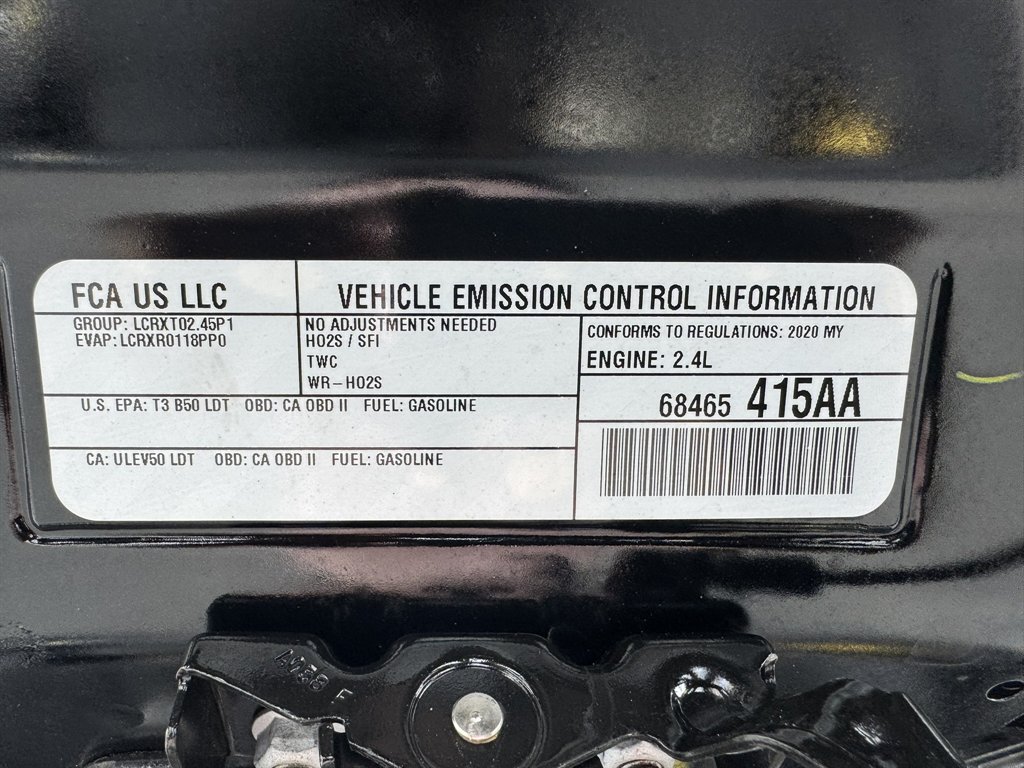 FCA US LLC
VEHICLE EMISSION CONTROL INFORMATION
GROUP: LCRXT02.45P1
EVAP: LCRXR0118PP0
NO ADJUSTMENTS NEEDED
HO2S / SFI
TWC
WR-HO2S
CONFORMS TO REGULATIONS: 2020 MY
ENGINE: 2.4L
68465 415AA
U.S. EPA: T3 B50 LDT OBD: CA OBD II FUEL: GASOLINE
CA: ULEV50 LDT OBD: CA OBD II FUEL: GASOLINE